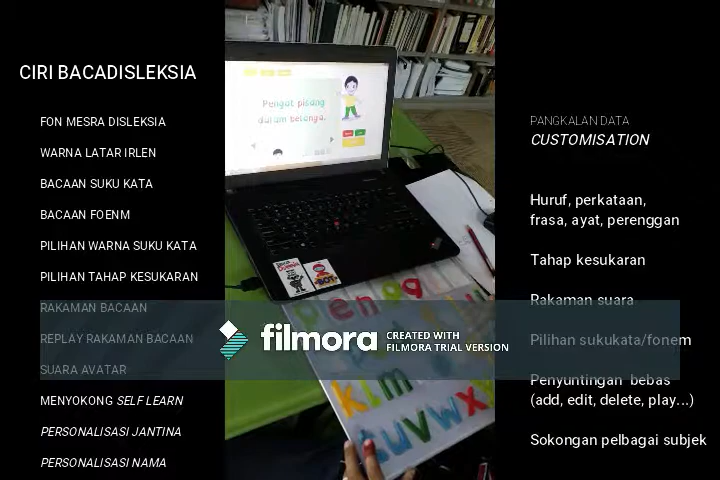 CIRI BACADISLEKSIA
FON MESRA DISLEKSIA
WARNA LATAR IRLEN
BACAAN SUKU KATA
BACAAN FOENM
PILIHAN WARNA SUKU KATA
PILIHAN TAHAP KESUKARAN
RAKAMAN BACAAN
REPLAY RAKAMAN BACAAN
SUARA AVATAR
MENYOKONG SELF LEARN
PERSONALISASI JANTINA
PERSONALISASI NAMA
Pengat pisang
dalam belanga.
BOT
k l m
u v w x
filmora
CREATED WITH
FILMORA TRIAL VERSION
PANGKALAN DATA
CUSTOMISATION
Huruf, perkataan,
frasa, ayat, perenggan
Tahap kesukaran
Rakaman suara
Pilihan sukukata/fonem
Penyuntingan bebas
(add, edit, delete, play...)
Sokongan pelbagai subjek